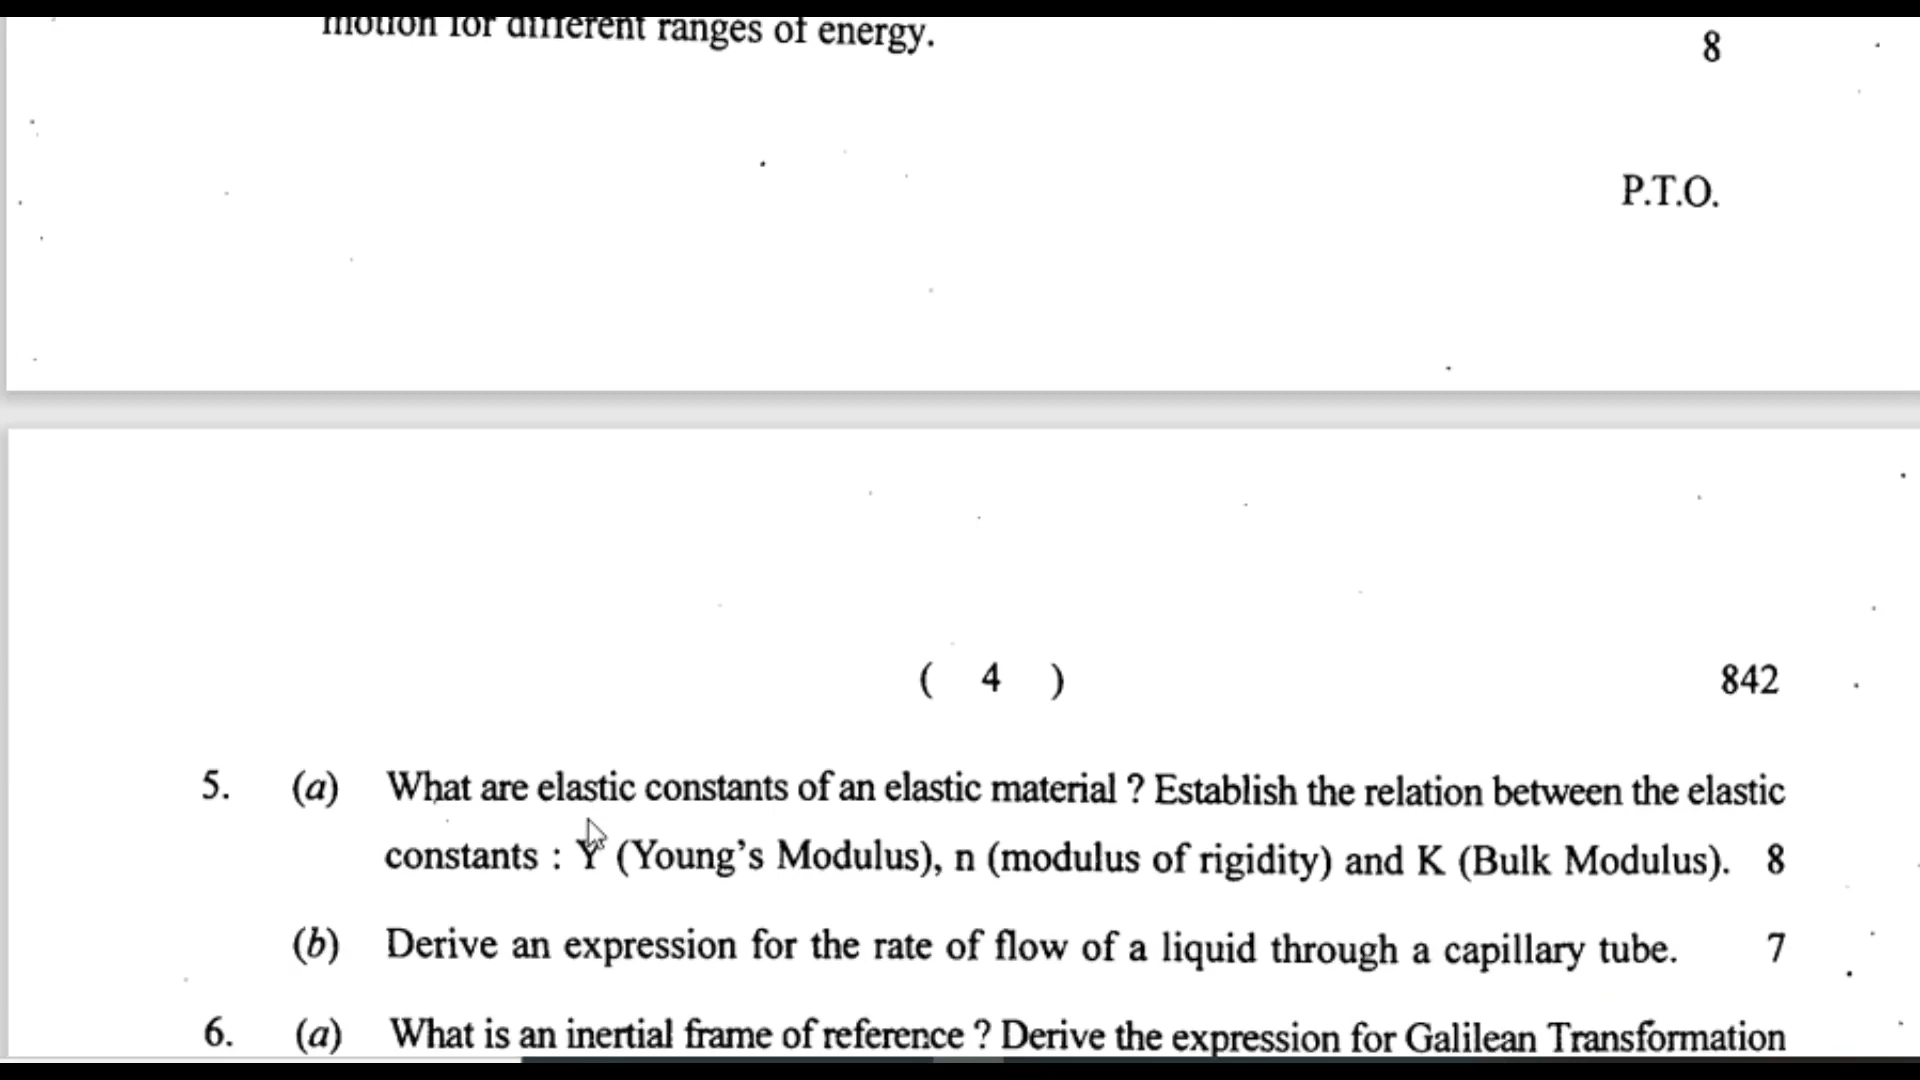 motion for different ranges of energy.
8
P.T.O.
( 4 )
842
5. (a) What are elastic constants of an elastic material ? Establish the relation between the elastic
constants : Y (Young’s Modulus), n (modulus of rigidity) and K (Bulk Modulus). 8
(b) Derive an expression for the rate of flow of a liquid through a capillary tube. 7
6. (a) What is an inertial frame of reference ? Derive the expression for Galilean Transformation